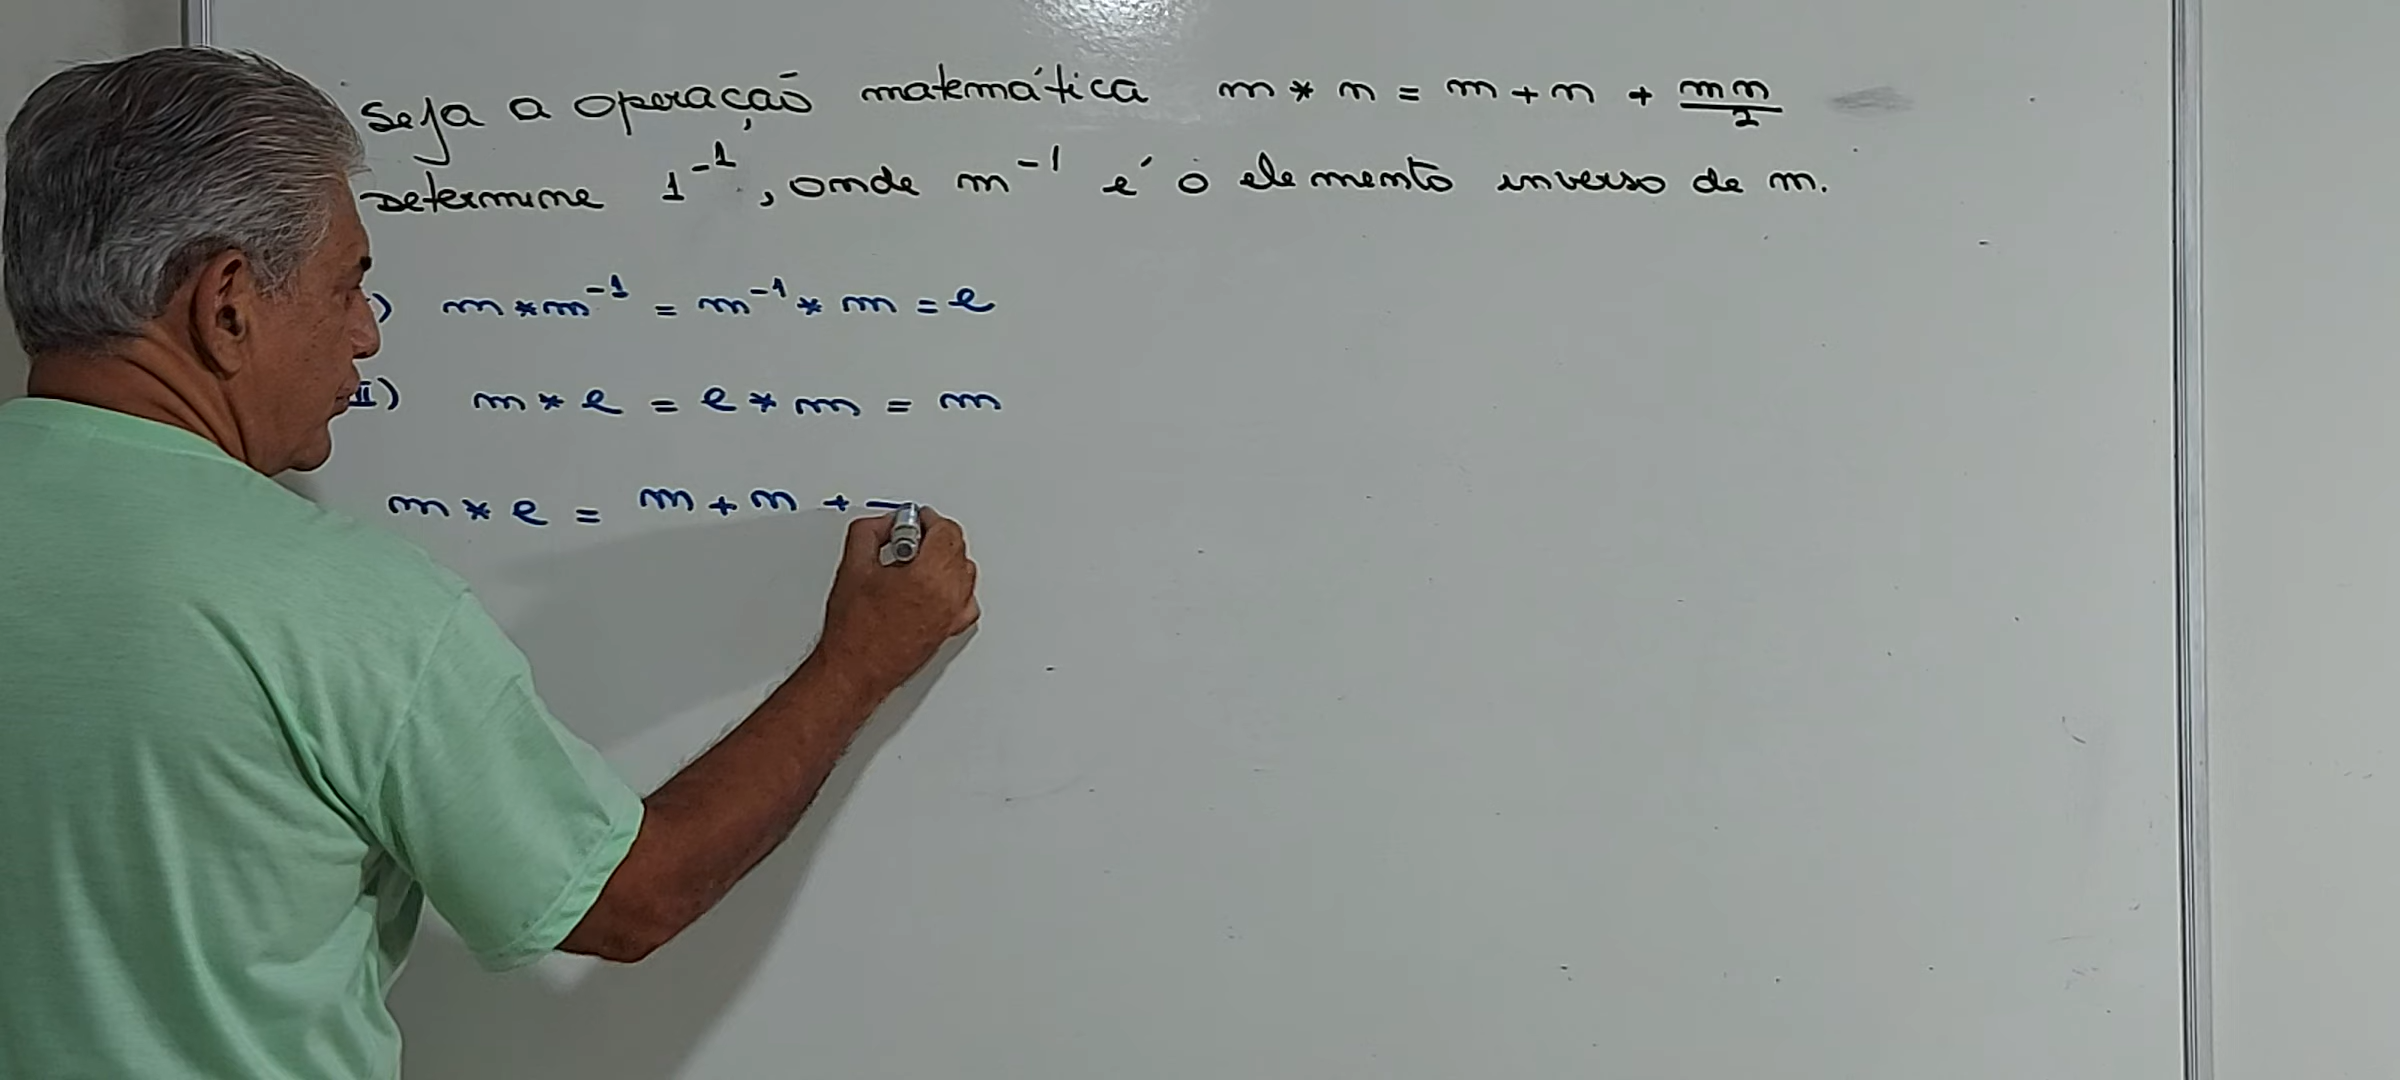 Seja a operação matemática m * n = m + n + mn/2
Determine 1⁻¹, onde m⁻¹ é o elemento inverso de m.
) m * m⁻¹ = m⁻¹ * m = e
II) m * e = e * m = m
m * e = m + n + —